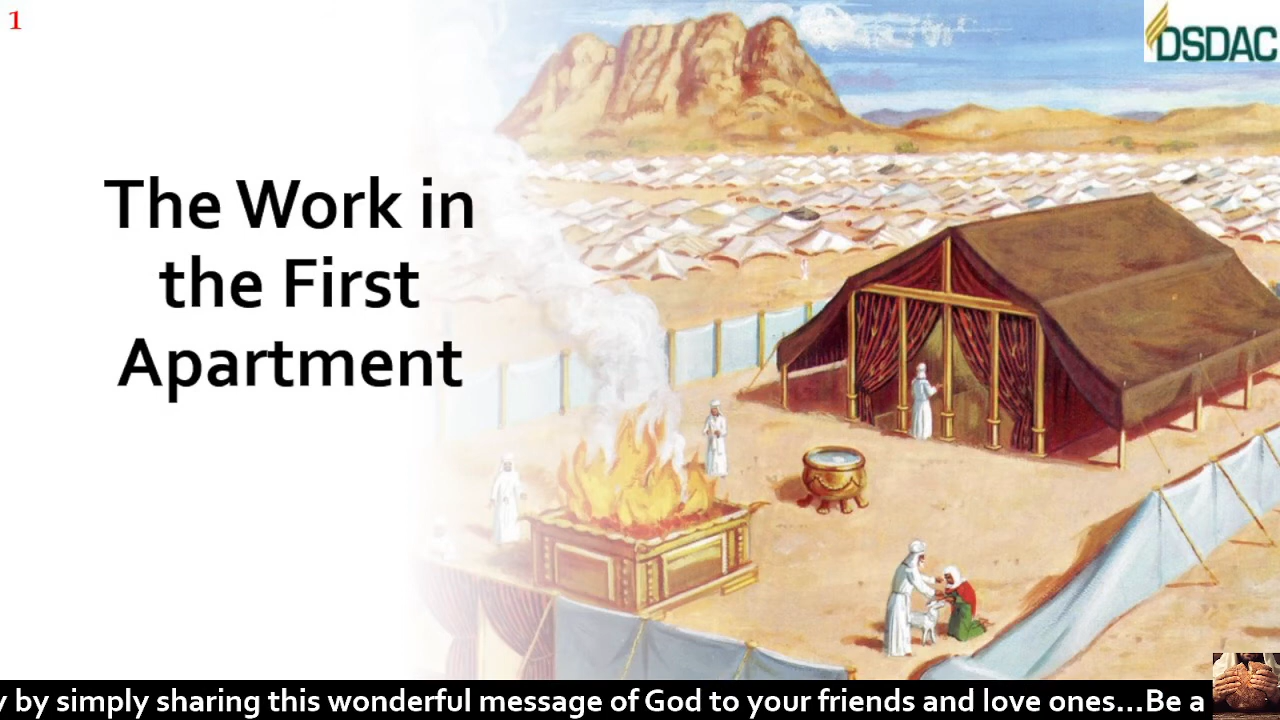 1
DSDAC
The Work in
the First
Apartment
by simply sharing this wonderful message of God to your friends and love ones...Be a